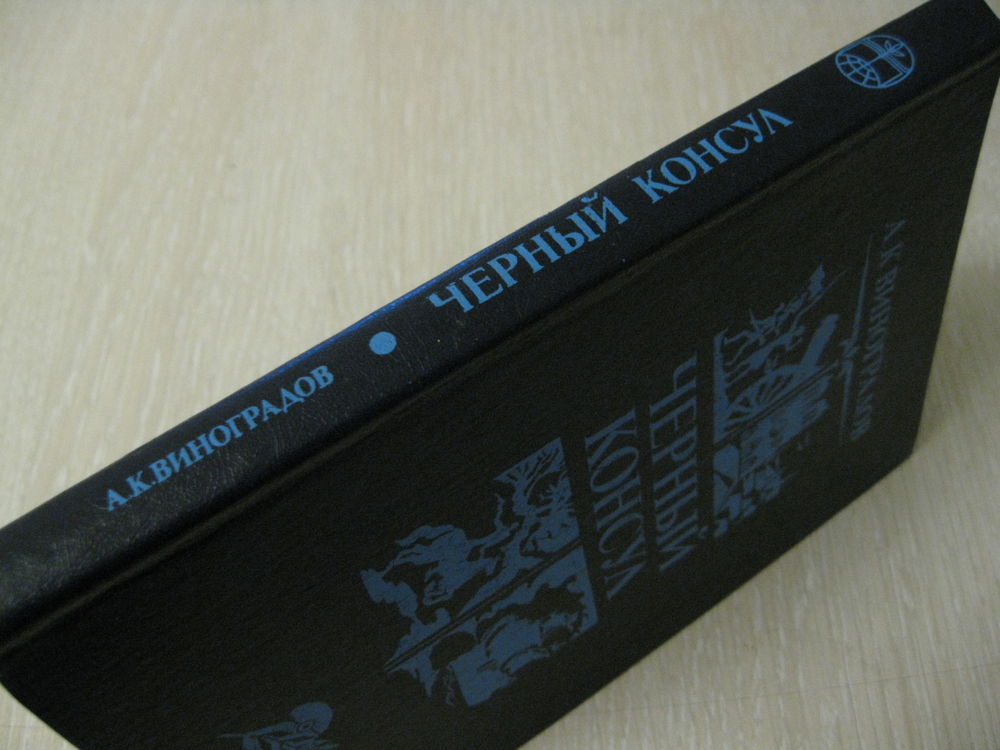 А.К.ВИНОГРАДОВ • ЧЕРНЫЙ КОНСУЛ
А.К.ВИНОГРАДОВ
ЧЕРНЫЙ
КОНСУЛ